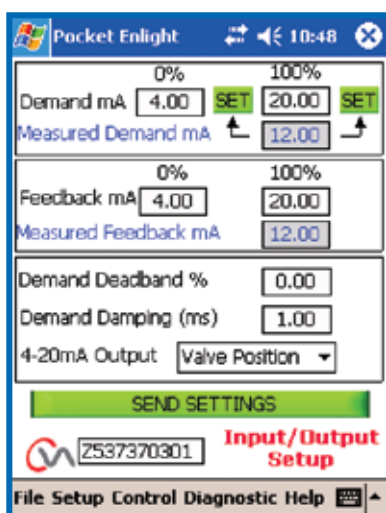 Pocket Enlight 10:48
0% 100%
Demand mA 4.00 SET 20.00 SET
Measured Demand mA 12.00
0% 100%
Feedback mA 4.00 20.00
Measured Feedback mA 12.00
Demand Deadband % 0.00
Demand Damping (ms) 1.00
4-20mA Output Valve Position
SEND SETTINGS
Z537370301 Input/Output
Setup
File Setup Control Diagnostic Help